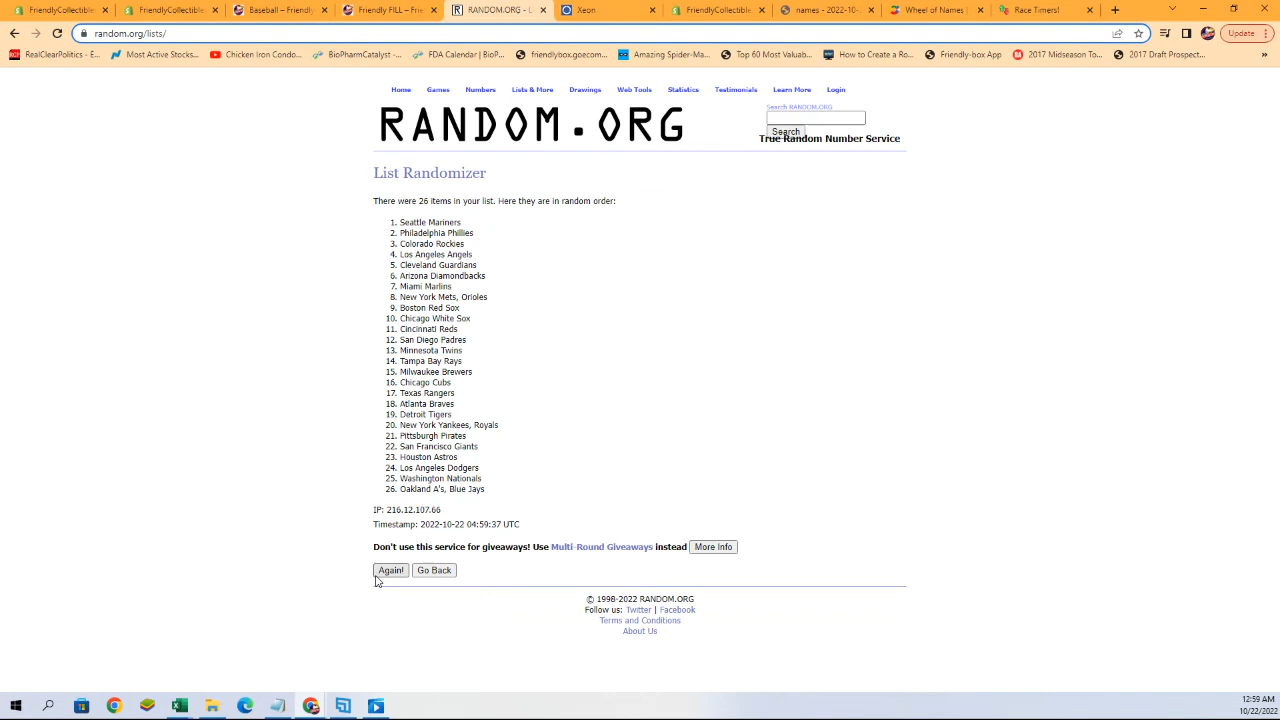 FriendlyCollectibles
FriendlyCollectible
Baseball – Friendly
Friendly FILL – Frie
RANDOM.ORG - L
Xeon
FriendlyCollectible
names - 2022-10-
Wheel of Names |
Race Timers!
random.org/lists/
Update
RealClearPolitics - E...
Most Active Stocks...
Chicken Iron Condo...
BioPharmCatalyst -...
FDA Calendar | BioP...
friendlybox.goecom...
Amazing Spider-Ma...
Top 60 Most Valuab...
How to Create a Ro...
Friendly-box App
2017 Midseason To...
2017 Draft Prospect...
Home Games Numbers Lists & More Drawings Web Tools Statistics Testimonials Learn More Login
Search RANDOM.ORG
RANDOM.ORG
Search
True Random Number Service
List Randomizer
There were 26 items in your list. Here they are in random order:
1. Seattle Mariners
2. Philadelphia Phillies
3. Colorado Rockies
4. Los Angeles Angels
5. Cleveland Guardians
6. Arizona Diamondbacks
7. Miami Marlins
8. New York Mets, Orioles
9. Boston Red Sox
10. Chicago White Sox
11. Cincinnati Reds
12. San Diego Padres
13. Minnesota Twins
14. Tampa Bay Rays
15. Milwaukee Brewers
16. Chicago Cubs
17. Texas Rangers
18. Atlanta Braves
19. Detroit Tigers
20. New York Yankees, Royals
21. Pittsburgh Pirates
22. San Francisco Giants
23. Houston Astros
24. Los Angeles Dodgers
25. Washington Nationals
26. Oakland A's, Blue Jays
IP: 216.12.107.66
Timestamp: 2022-10-22 04:59:37 UTC
Don't use this service for giveaways! Use Multi-Round Giveaways instead More Info
Again! Go Back
© 1998-2022 RANDOM.ORG
Follow us: Twitter | Facebook
Terms and Conditions
About Us
12:59 AM
10/22/2022